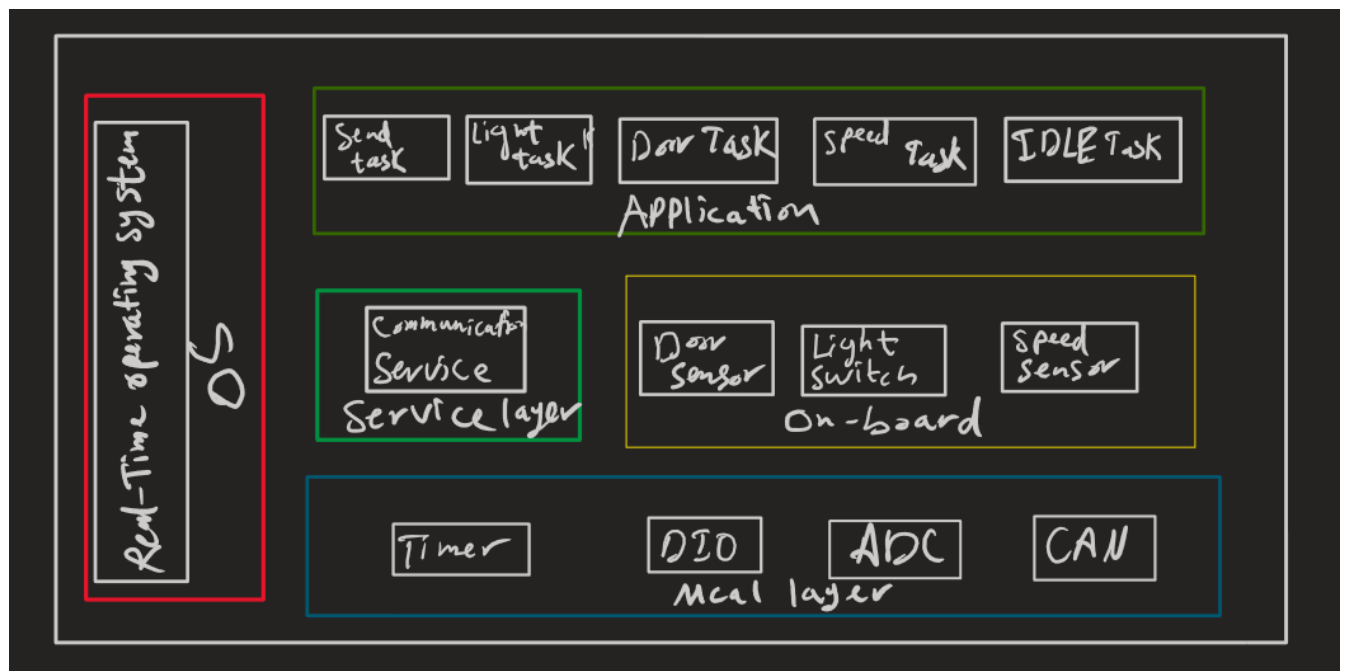 Real-Time operating system
OS
Send
task
Light
task
Door Task
Speed Task
IDLE Task
Application
Communication
Service
Service layer
Door
sensor
Light
switch
Speed
sensor
On-board
Timer
DIO
ADC
CAN
Mcal layer